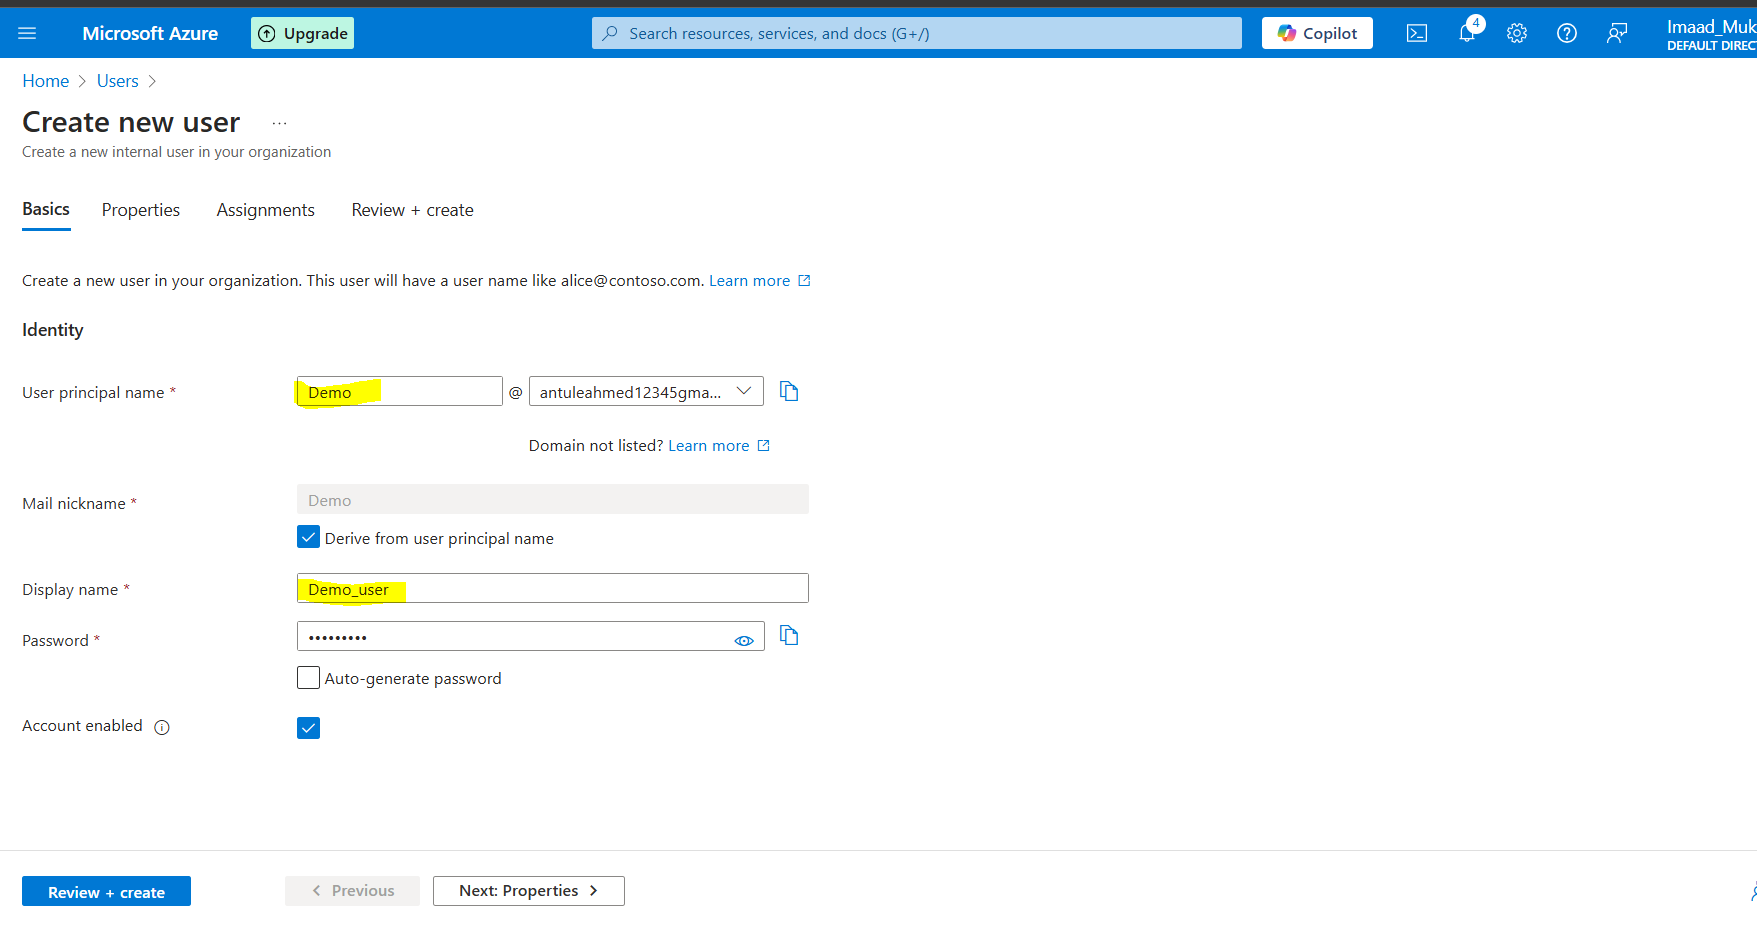 Microsoft Azure
Upgrade
Search resources, services, and docs (G+/)
Copilot
4
Imaad_Muk
DEFAULT DIREC
Home > Users >
Create new user ...
Create a new internal user in your organization
Basics Properties Assignments Review + create
Create a new user in your organization. This user will have a user name like alice@contoso.com. Learn more
Identity
User principal name * Demo @ antuleahmed12345gma...
Domain not listed? Learn more
Mail nickname * Demo
Derive from user principal name
Display name * Demo_user
Password * •••••••••
Auto-generate password
Account enabled
Review + create < Previous Next: Properties >